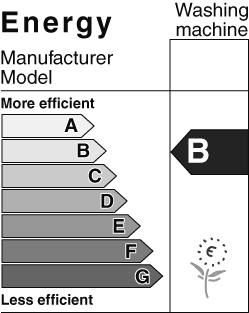 Energy
Washing
machine
Manufacturer
Model
More efficient
A
B
C
D
E
F
G
B
€
Less efficient